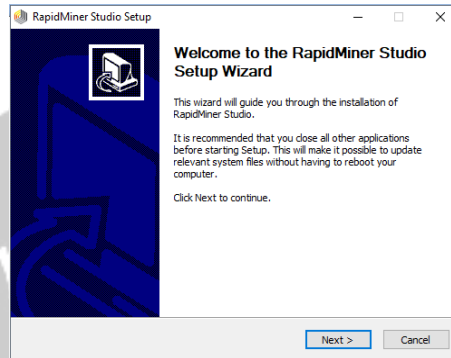 RapidMiner Studio Setup
Welcome to the RapidMiner Studio
Setup Wizard
This wizard will guide you through the installation of
RapidMiner Studio.
It is recommended that you close all other applications
before starting Setup. This will make it possible to update
relevant system files without having to reboot your
computer.
Click Next to continue.
Next >
Cancel